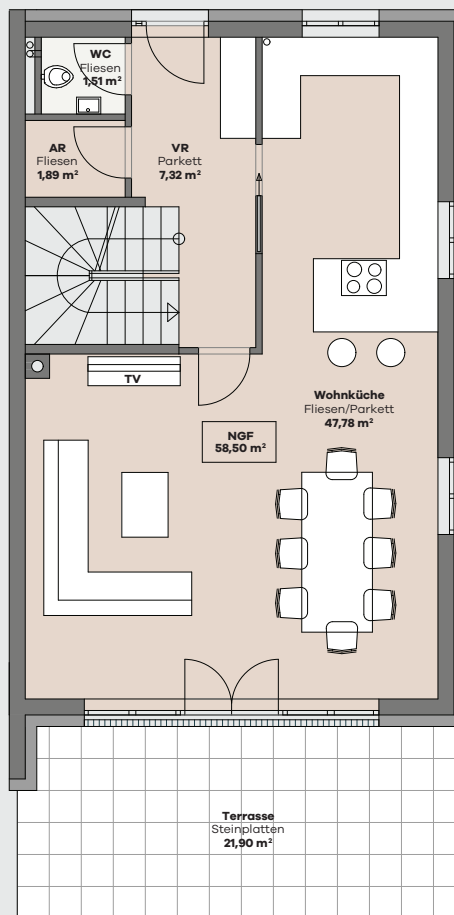 WC
Fliesen
1,51 m²
AR
Fliesen
1,89 m²
VR
Parkett
7,32 m²
TV
Wohnküche
Fliesen/Parkett
47,78 m²
NGF
58,50 m²
Terrasse
Steinplatten
21,90 m²